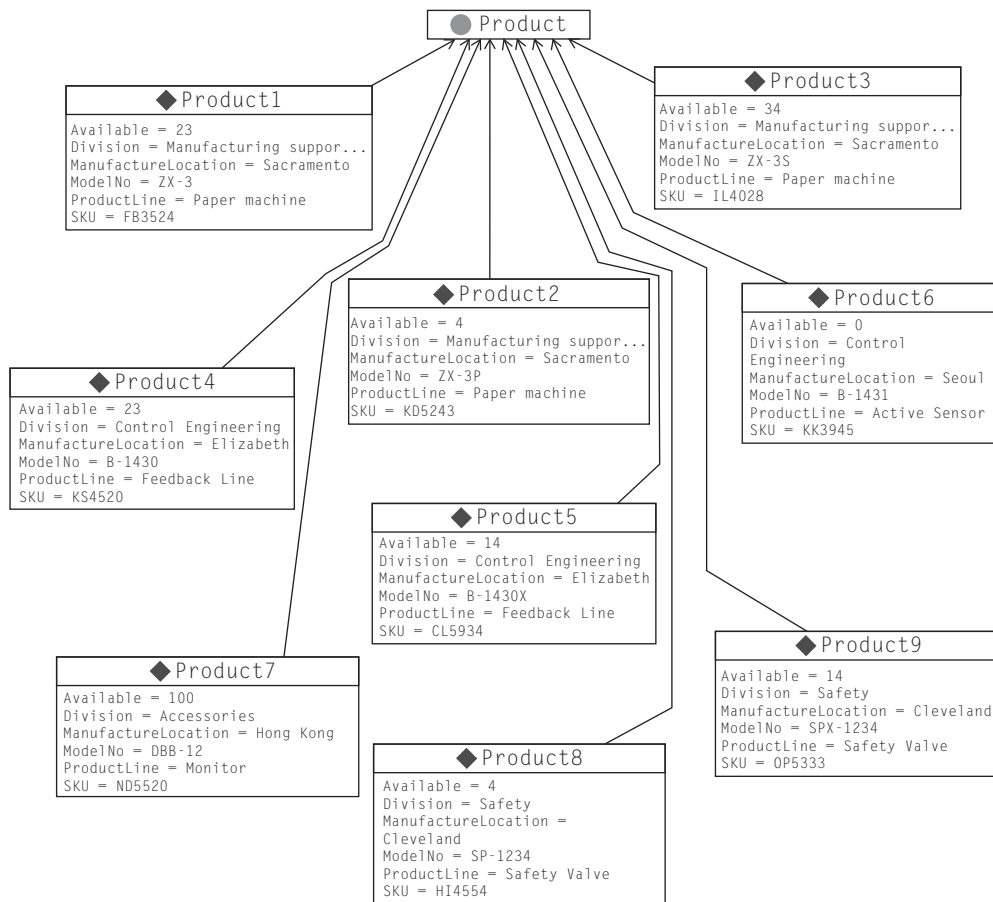 Product
Product1
Available = 23
Division = Manufacturing suppor...
ManufactureLocation = Sacramento
ModelNo = ZX-3
ProductLine = Paper machine
SKU = FB3524
Product3
Available = 34
Division = Manufacturing suppor...
ManufactureLocation = Sacramento
ModelNo = ZX-3S
ProductLine = Paper machine
SKU = IL4028
Product2
Available = 4
Division = Manufacturing suppor...
ManufactureLocation = Sacramento
ModelNo = ZX-3P
ProductLine = Paper machine
SKU = KD5243
Product6
Available = 0
Division = Control
Engineering
ManufactureLocation = Seoul
ModelNo = B-1431
ProductLine = Active Sensor
SKU = KK3945
Product4
Available = 23
Division = Control Engineering
ManufactureLocation = Elizabeth
ModelNo = B-1430
ProductLine = Feedback Line
SKU = KS4520
Product5
Available = 14
Division = Control Engineering
ManufactureLocation = Elizabeth
ModelNo = B-1430X
ProductLine = Feedback Line
SKU = CL5934
Product9
Available = 14
Division = Safety
ManufactureLocation = Cleveland
ModelNo = SPX-1234
ProductLine = Safety Valve
SKU = OP5333
Product7
Available = 100
Division = Accessories
ManufactureLocation = Hong Kong
ModelNo = DBB-12
ProductLine = Monitor
SKU = ND5520
Product8
Available = 4
Division = Safety
ManufactureLocation =
Cleveland
ModelNo = SP-1234
ProductLine = Safety Valve
SKU = HI4554